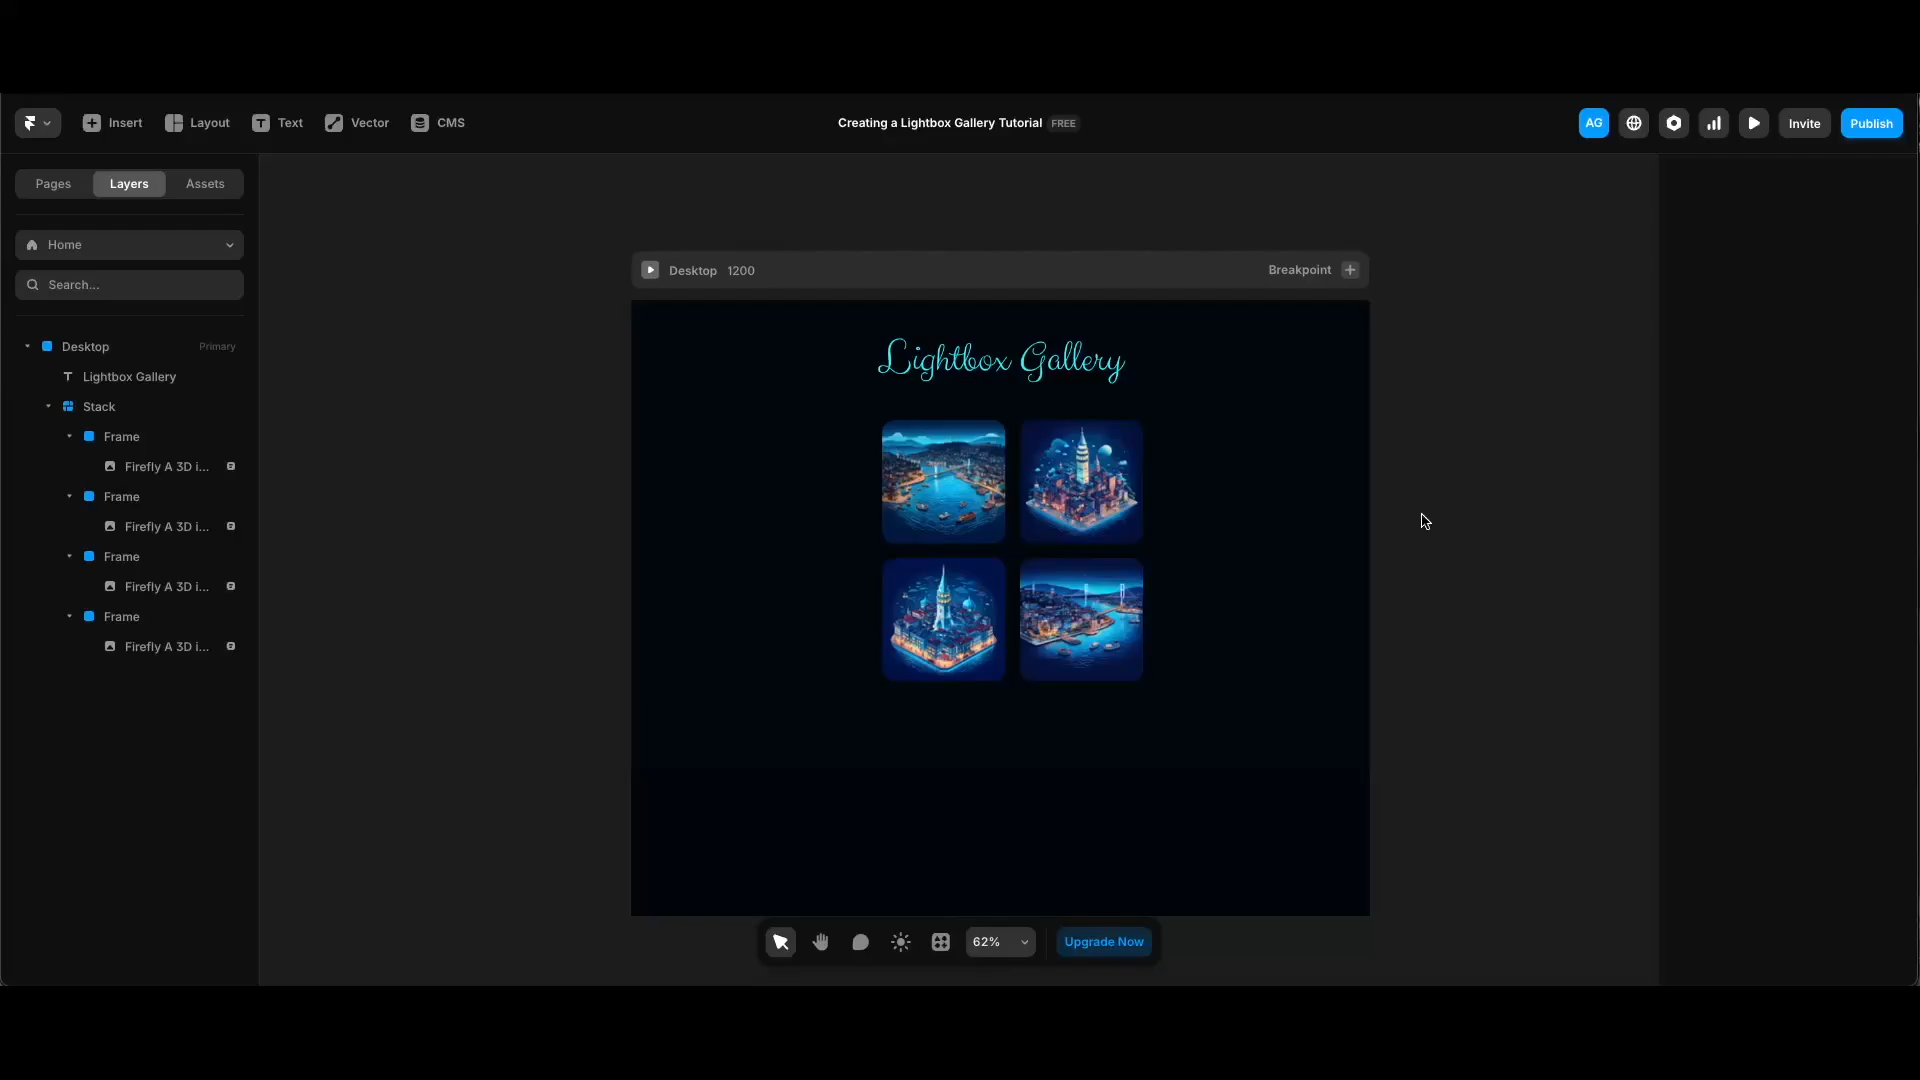 Insert Layout Text Vector CMS
Creating a Lightbox Gallery Tutorial FREE
AG Invite Publish
Pages Layers Assets
Home
Search...
Desktop Primary
Lightbox Gallery
Stack
Frame
Firefly A 3D i...
Frame
Firefly A 3D i...
Frame
Firefly A 3D i...
Frame
Firefly A 3D i...
Desktop 1200 Breakpoint
Lightbox Gallery
62% Upgrade Now